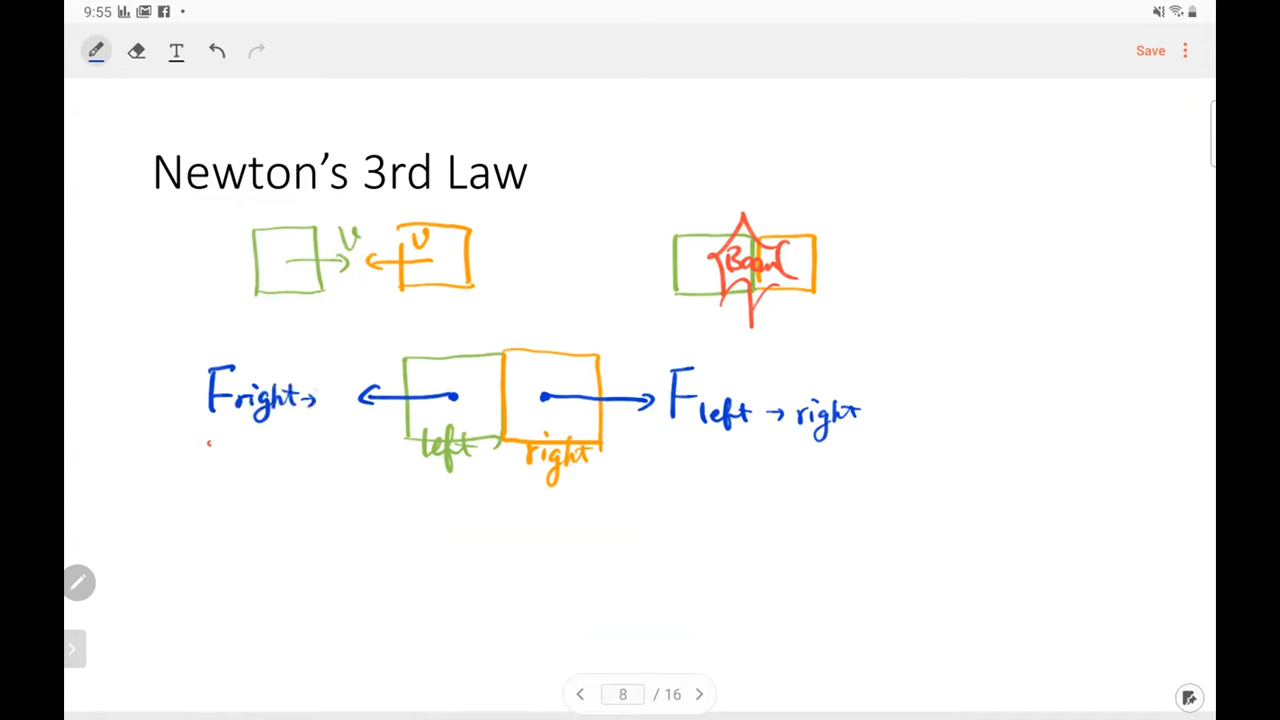 9:55
Save
Newton's 3rd Law
v v
Boom
Fright→ Fleft → right
left right
8 / 16